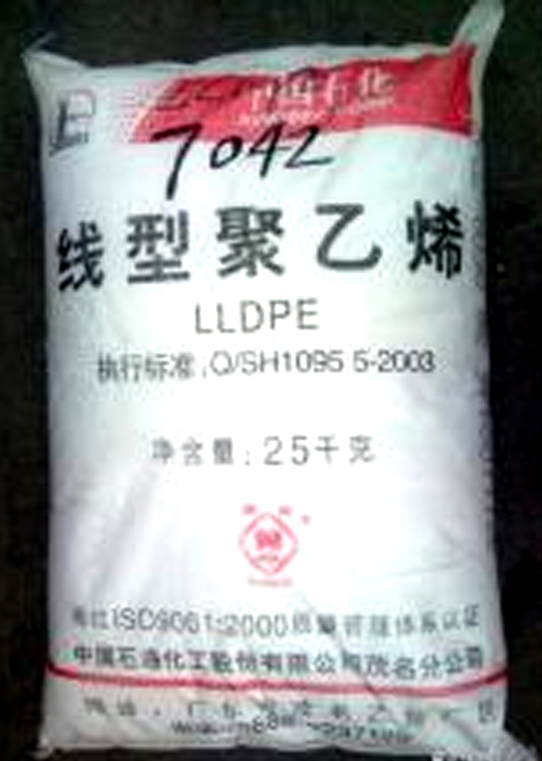 中国石化
7042
线型聚乙烯
LLDPE
执行标准:Q/SH1095 5-2003
净含量:25千克
通过ISO9001:2000质量管理体系认证
中国石油化工股份有限公司茂名分公司